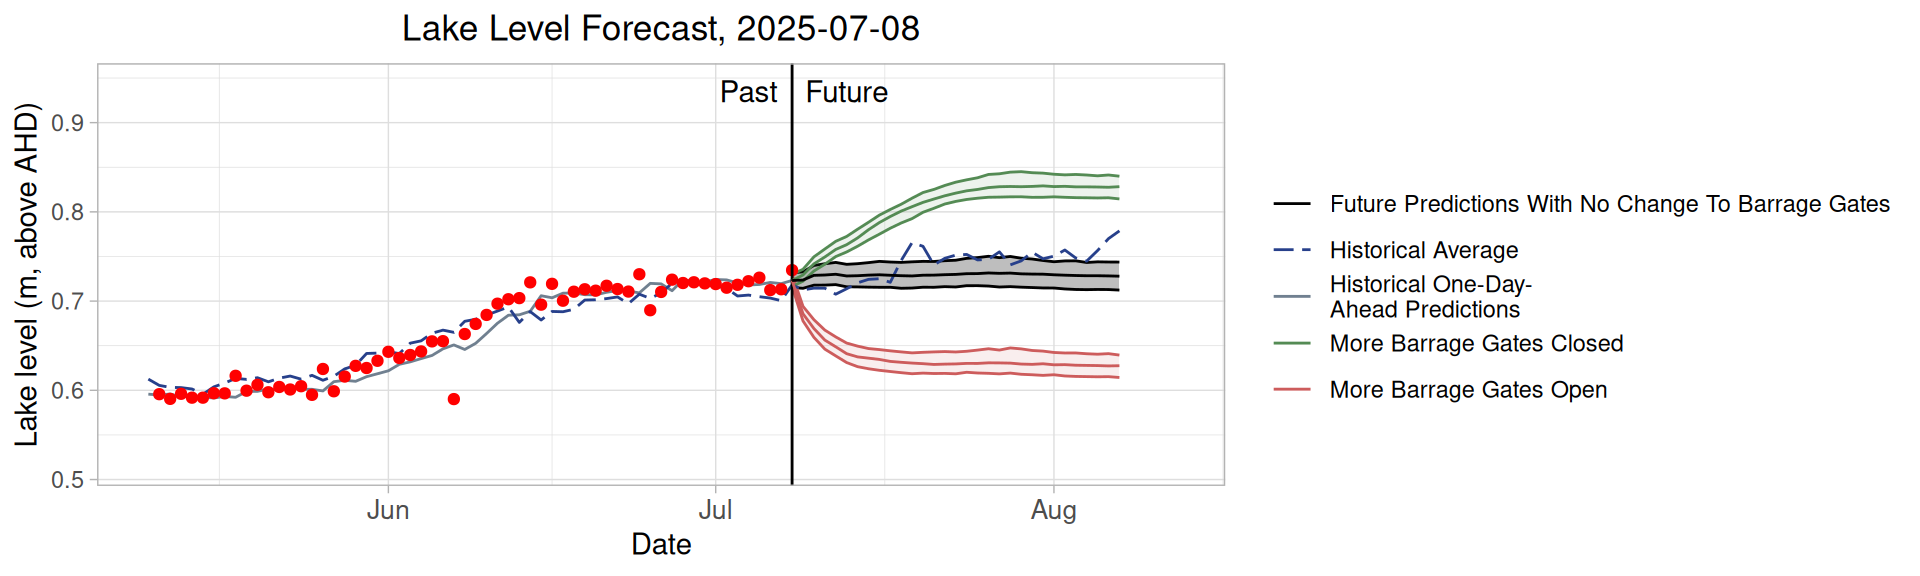 Lake Level Forecast, 2025-07-08
Past
Future
Lake level (m, above AHD)
0.9
0.8
0.7
0.6
0.5
Jun
Jul
Aug
Date
Future Predictions With No Change To Barrage Gates
Historical Average
Historical One-Day-
Ahead Predictions
More Barrage Gates Closed
More Barrage Gates Open